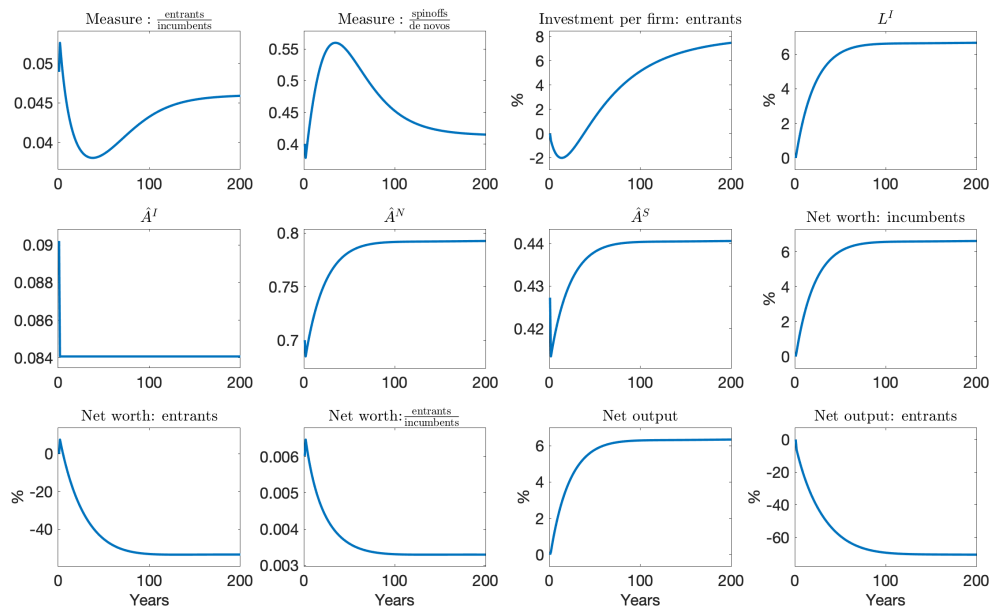 Measure : entrants/incumbents
0.05
0.045
0.04
0 100 200
Measure : spinoffs/de novos
0.55
0.5
0.45
0.4
0 100 200
Investment per firm: entrants
%
8
6
4
2
0
-2
0 100 200
L^I
%
6
4
2
0
0 100 200
Â^I
0.09
0.088
0.086
0.084
0 100 200
Â^N
0.8
0.75
0.7
0 100 200
Â^S
0.44
0.43
0.42
0 100 200
Net worth: incumbents
%
6
4
2
0
0 100 200
Net worth: entrants
%
0
-20
-40
0 100 200
Years
Net worth: entrants/incumbents
0.006
0.005
0.004
0.003
0 100 200
Years
Net output
%
6
4
2
0
0 100 200
Years
Net output: entrants
%
0
-20
-40
-60
0 100 200
Years